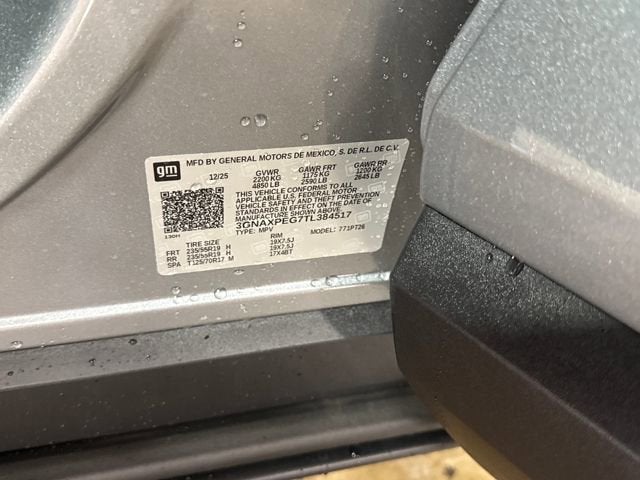 gm
MFD BY GENERAL MOTORS DE MEXICO, S. DE R.L. DE C.V.
12/25 GVWR GAWR FRT GAWR RR
2200 KG 1175 KG 1200 KG
4850 LB 2590 LB 2645 LB
THIS VEHICLE CONFORMS TO ALL
APPLICABLE U.S. FEDERAL MOTOR
VEHICLE SAFETY AND THEFT PREVENTION
STANDARDS IN EFFECT ON THE DATE OF
MANUFACTURE SHOWN ABOVE.
3GNAXPEG7TL384517
130H TYPE: MPV MODEL: 771PT26
TIRE SIZE RIM
FRT 235/55R19 H 19X7.5J
RR 235/55R19 H 19X7.5J
SPA T125/70R17 M 17X4BT